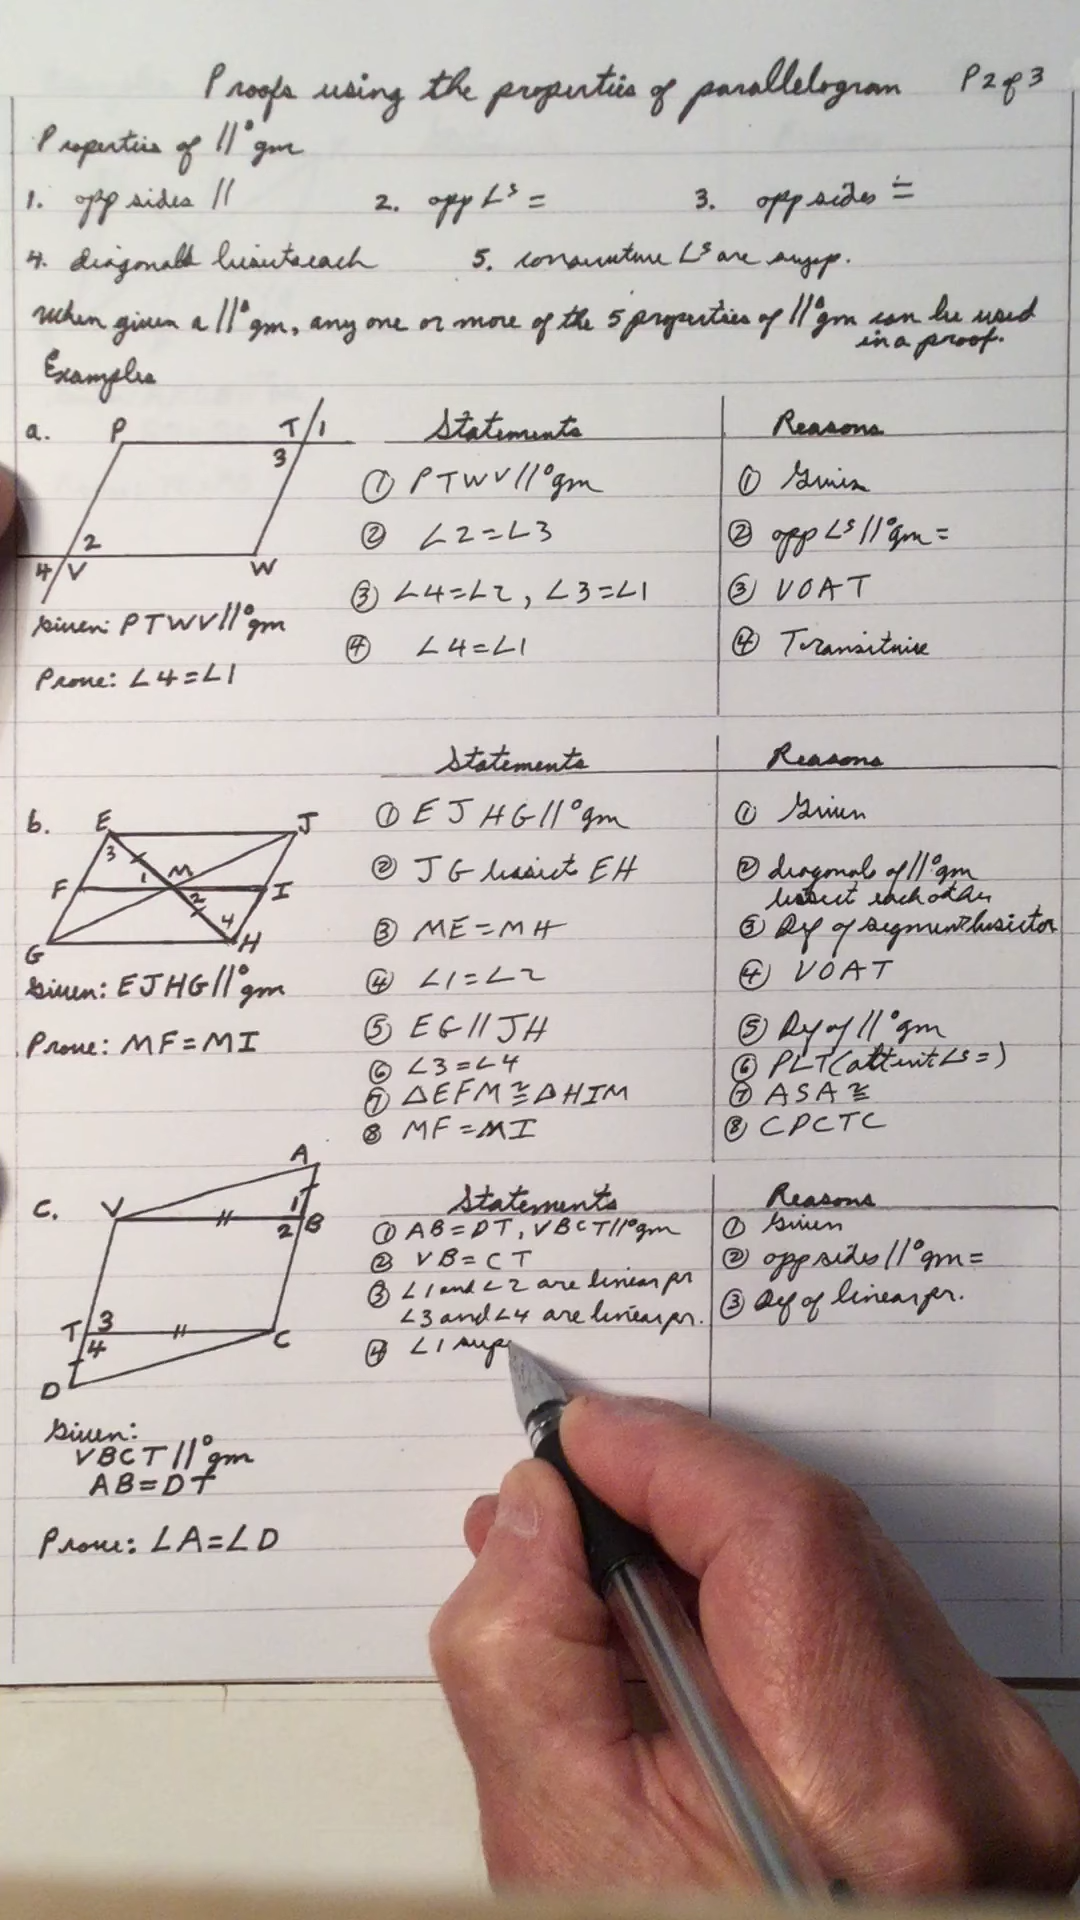 Proofs using the properties of parallelogram P2of3
Properties of ||°gm
1. opp sides || 2. opp ∠s = 3. opp sides =
4. diagonals bisects each 5. consecutive ∠s are supp.
When given a ||°gm, any one or more of the 5 properties of ||°gm can be used
in a proof.
Examples
a. P T 1 3 2 4 V W
Given: PTWV ||°gm
Prove: ∠4=∠1
Statements Reasons
① PTWV ||°gm ① Given
② ∠2=∠3 ② opp ∠s ||°gm =
③ ∠4=∠2, ∠3=∠1 ③ VOAT
④ ∠4=∠1 ④ Transitive
b. E J 3 M 1 F 2 I 4 G H
Given: EJHG ||°gm
Prove: MF=MI
Statements Reasons
① EJHG ||°gm ① Given
② JG bisect EH ② diagonals of ||°gm
bisect each other
③ ME=MH ③ Def of segment bisector
④ ∠1=∠2 ④ VOAT
⑤ EG || JH ⑤ Def of ||°gm
⑥ ∠3=∠4 ⑥ PLT (alt int ∠s =)
⑦ △EFM≅△HIM ⑦ ASA≅
⑧ MF=MI ⑧ CPCTC
c. A V 1 2 B T 3 4 C D
Given:
VBCT ||°gm
AB=DT
Prove: ∠A=∠D
Statements Reasons
① AB=DT, VBCT ||°gm ① Given
② VB=CT ② opp sides ||°gm =
③ ∠1 and ∠2 are linear pr ③ Def of linear pr.
∠3 and ∠4 are linear pr.
④ ∠1 sup